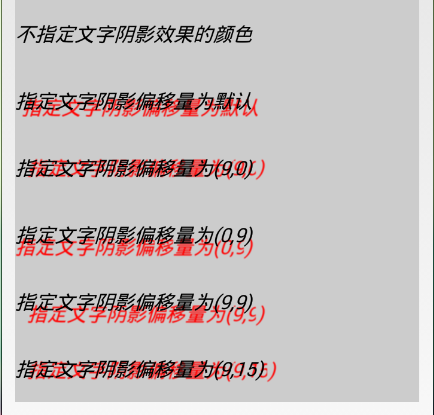 不指定文字阴影效果的颜色
指定文字阴影偏移量为默认
指定文字阴影偏移量为(9,0)
指定文字阴影偏移量为(0,9)
指定文字阴影偏移量为(9,9)
指定文字阴影偏移量为(9,15)